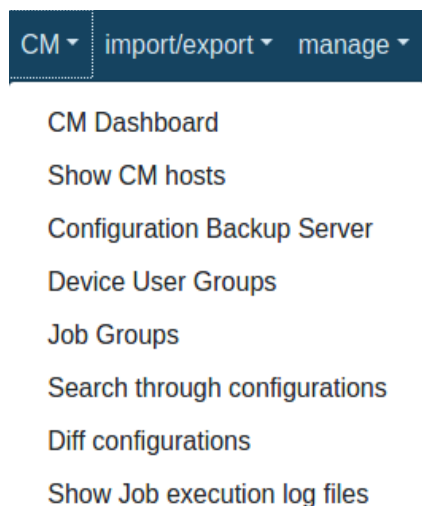 CM import/export manage
CM Dashboard
Show CM hosts
Configuration Backup Server
Device User Groups
Job Groups
Search through configurations
Diff configurations
Show Job execution log files